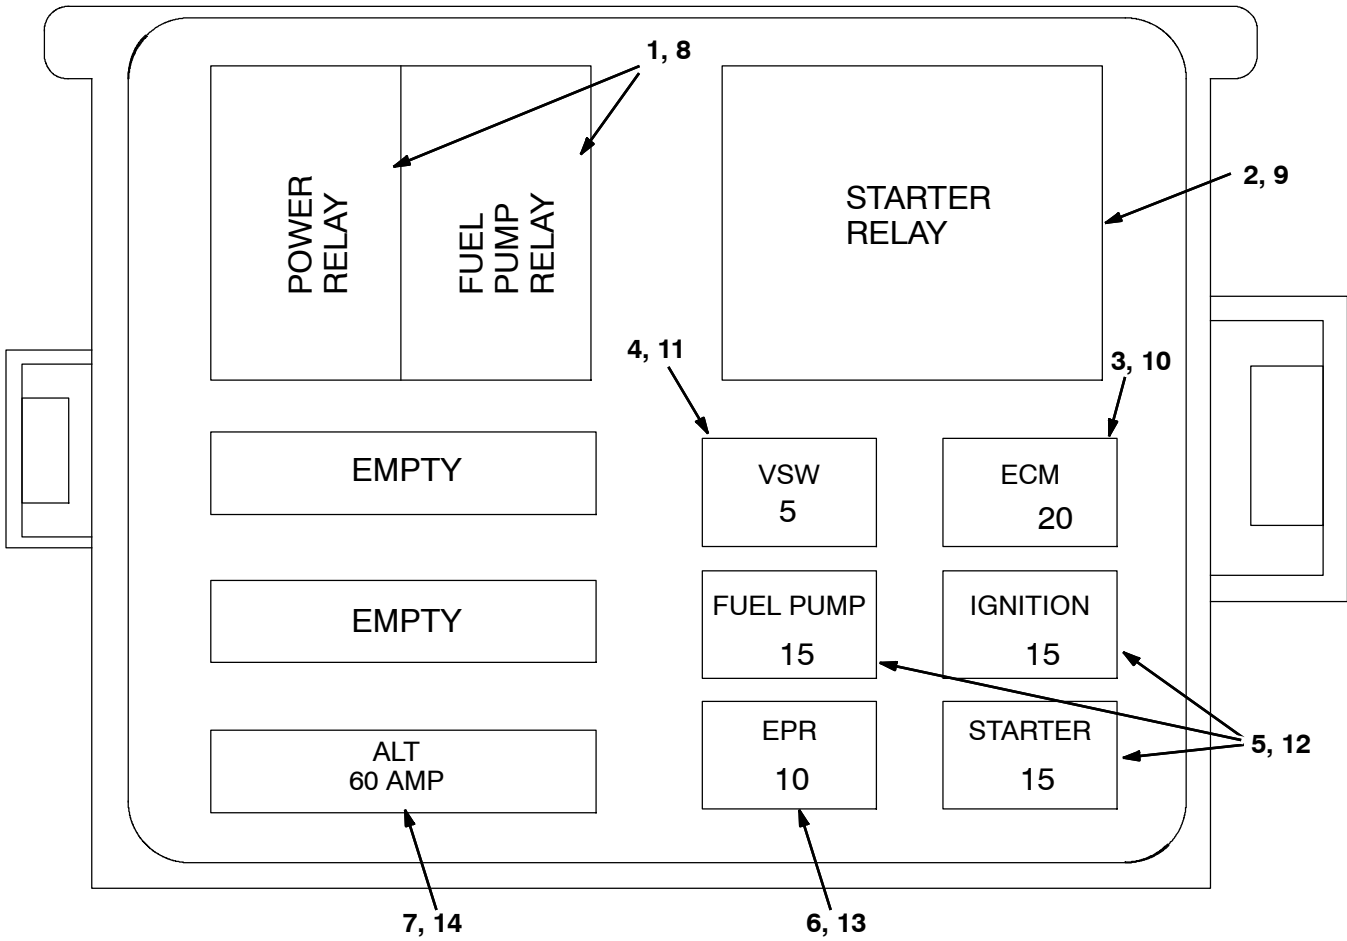 1, 8
POWER
RELAY
FUEL
PUMP
RELAY
STARTER
RELAY
2, 9
4, 11
3, 10
EMPTY
VSW
5
ECM
20
EMPTY
FUEL PUMP
15
IGNITION
15
ALT
60 AMP
EPR
10
STARTER
15
5, 12
7, 14
6, 13